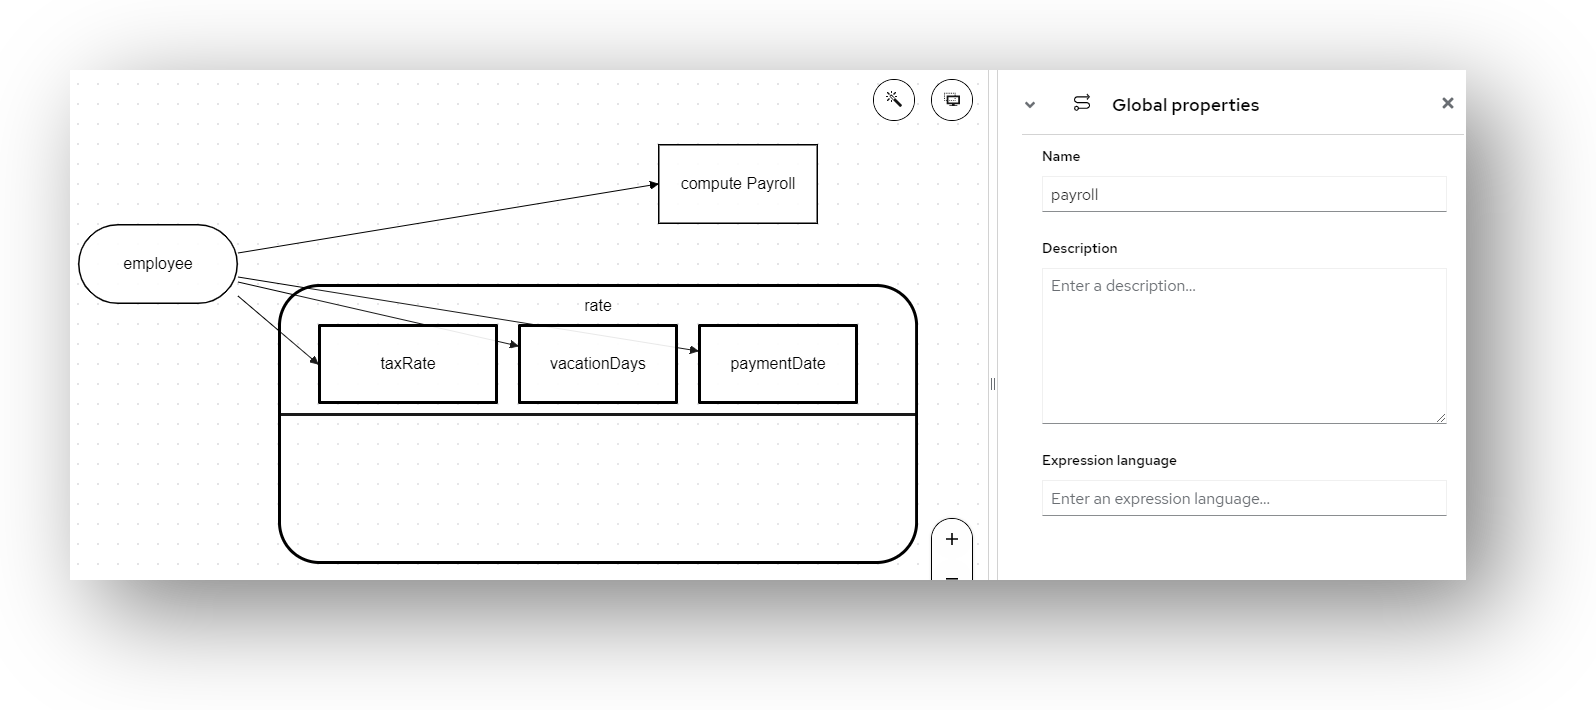 compute Payroll
employee
rate
taxRate
vacationDays
paymentDate
+
−
Global properties
Name
payroll
Description
Enter a description...
Expression language
Enter an expression language...